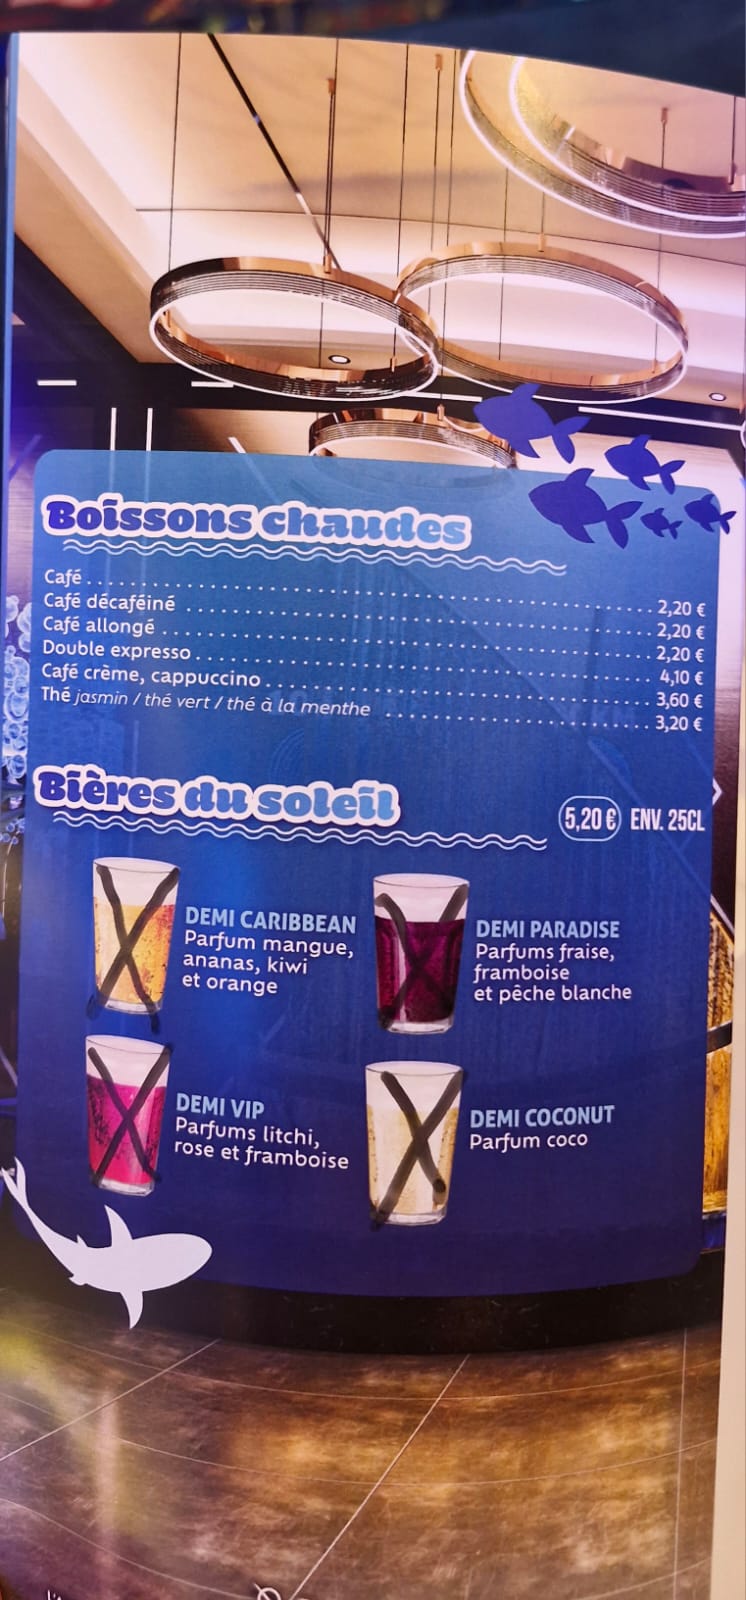 Boissons chaudes
Café ........................................ 2,20 €
Café décaféiné ........................................ 2,20 €
Café allongé ........................................ 2,20 €
Double expresso ........................................ 4,10 €
Café crème, cappuccino ........................................ 3,60 €
Thé jasmin / thé vert / thé à la menthe ........................................ 3,20 €
Bières du soleil
5,20 € ENV. 25CL
DEMI CARIBBEAN
Parfum mangue,
ananas, kiwi
et orange
DEMI PARADISE
Parfums fraise,
framboise
et pêche blanche
DEMI VIP
Parfums litchi,
rose et framboise
DEMI COCONUT
Parfum coco